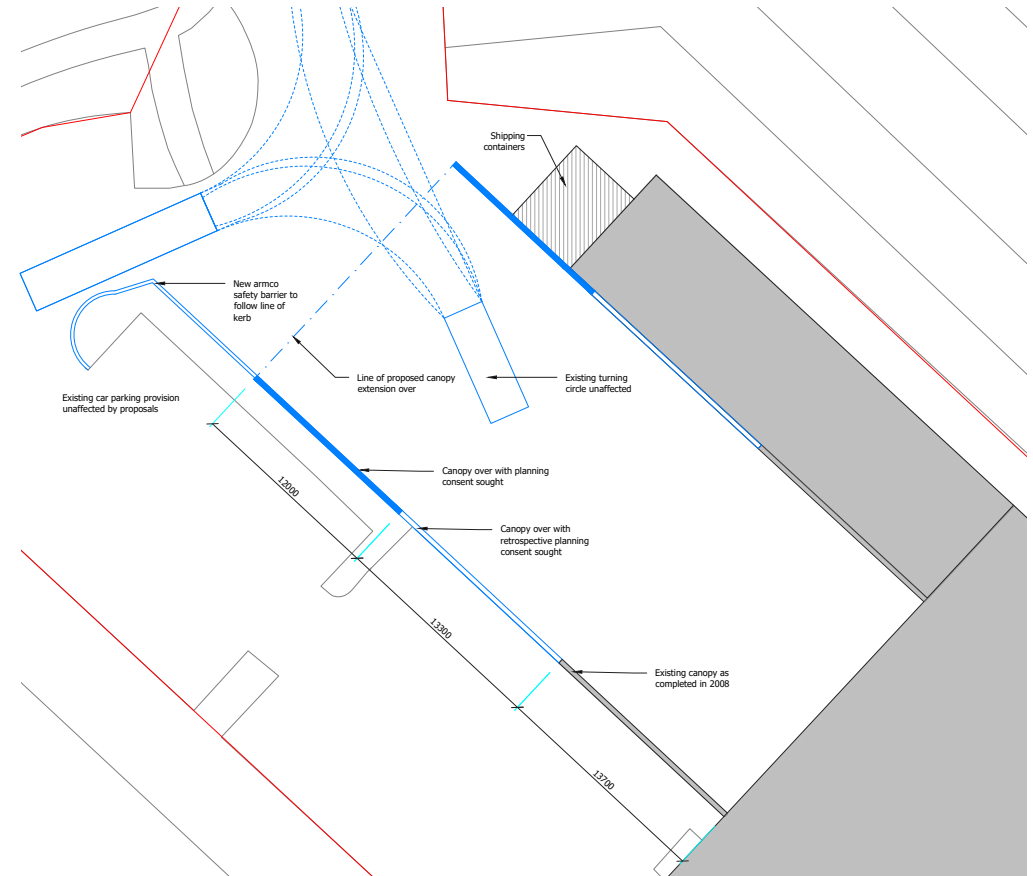 Shipping
containers
New armco
safety barrier to
follow line of
kerb
Line of proposed canopy
extension over
Existing turning
circle unaffected
Existing car parking provision
unaffected by proposals
Canopy over with planning
consent sought
12000
Canopy over with
retrospective planning
consent sought
13300
Existing canopy as
completed in 2008
13700